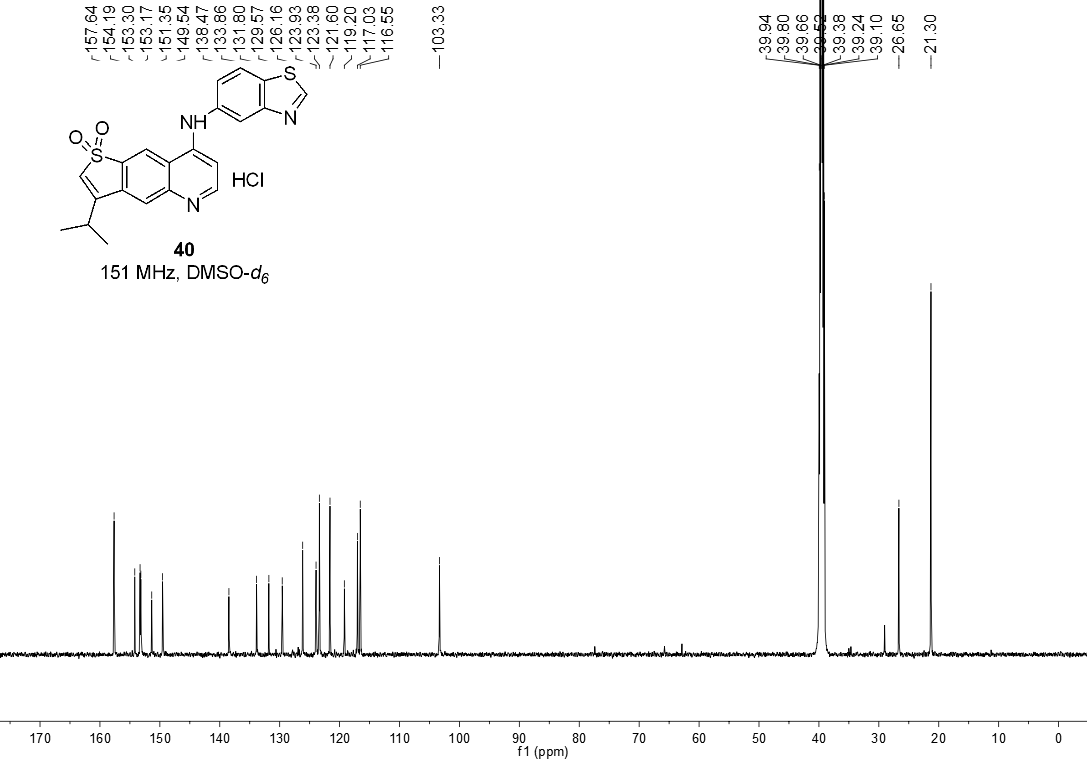 157.64
154.19
153.30
153.17
151.35
149.54
138.47
133.86
131.80
129.57
126.16
123.93
123.38
121.60
119.20
117.03
116.55
103.33
39.94
39.80
39.66
39.52
39.38
39.24
39.10
26.65
21.30
S
N
NH
O O
S
N
HCl
40
151 MHz, DMSO-d6
170 160 150 140 130 120 110 100 90 80 70 60 50 40 30 20 10 0
f1 (ppm)